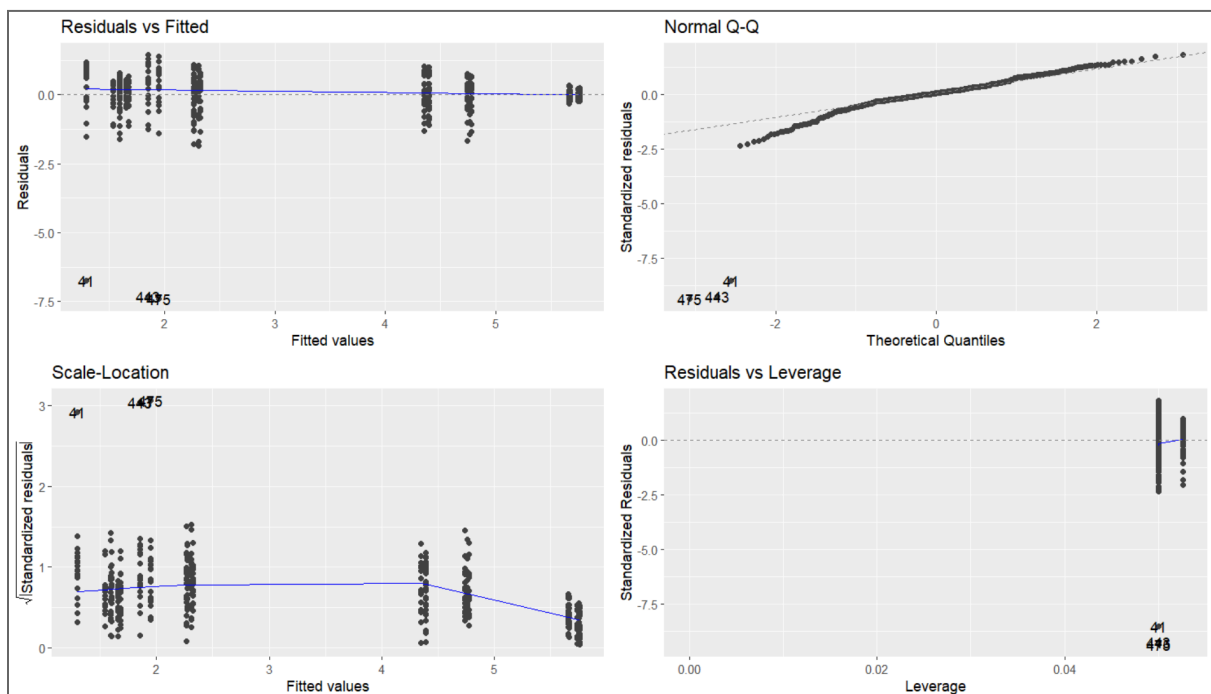 Residuals vs Fitted
0.0
-2.5
-5.0
-7.5
Residuals
41
443
475
2 3 4 5
Fitted values
Normal Q-Q
0.0
-2.5
-5.0
-7.5
Standardized residuals
41
475 443
-2 0 2
Theoretical Quantiles
Scale-Location
3
2
1
0
√|Standardized residuals|
41
443
475
2 3 4 5
Fitted values
Residuals vs Leverage
0.0
-2.5
-5.0
-7.5
Standardized Residuals
41
443
475
0.00 0.02 0.04
Leverage